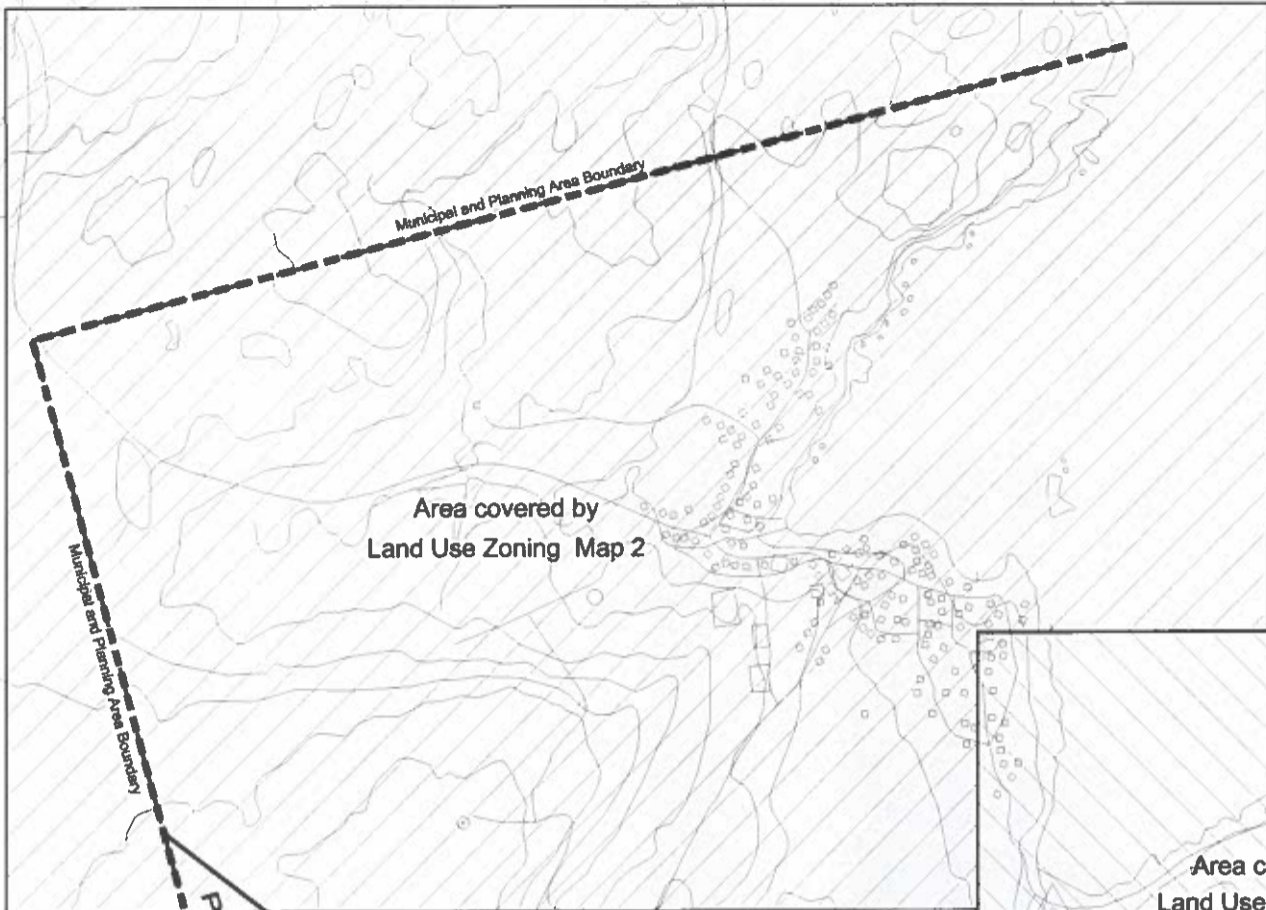 Municipal and Planning Area Boundary
Area covered by
Land Use Zoning Map 2
Municipal and Planning Area Boundary
Area c
Land Use
P